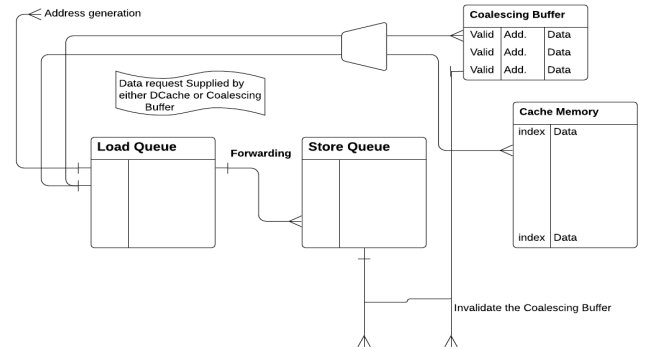 Address generation
Coalescing Buffer
Valid Add. Data
Valid Add. Data
Valid Add. Data
Data request Supplied by
either DCache or Coalescing
Buffer
Cache Memory
index Data
index Data
Load Queue
Forwarding
Store Queue
Invalidate the Coalescing Buffer